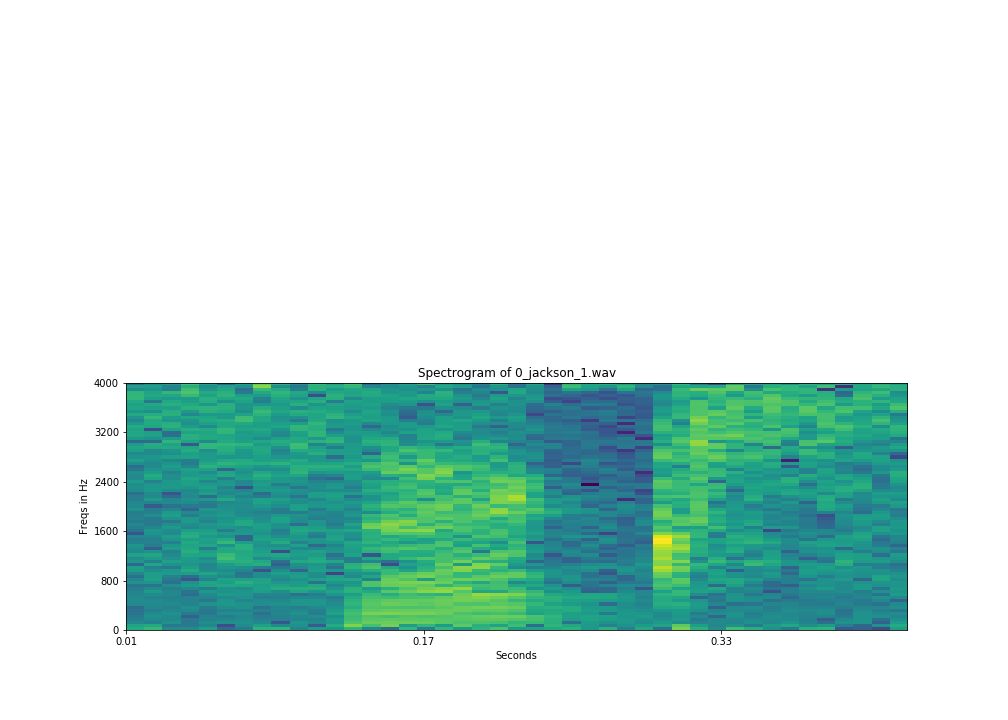 Spectrogram of 0_jackson_1.wav
4000
3200
2400
1600
800
0
Freqs in Hz
0.01 0.17 0.33
Seconds